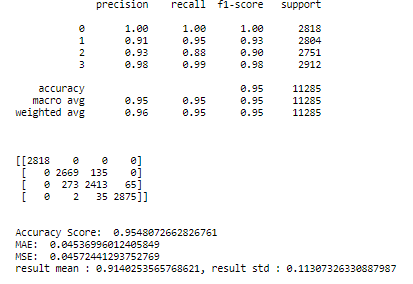 precision recall f1-score support
0 1.00 1.00 1.00 2818
1 0.91 0.95 0.93 2804
2 0.93 0.88 0.90 2751
3 0.98 0.99 0.98 2912
accuracy 0.95 11285
macro avg 0.95 0.95 0.95 11285
weighted avg 0.96 0.95 0.95 11285
[[2818 0 0 0]
[ 0 2669 135 0]
[ 0 273 2413 65]
[ 0 2 35 2875]]
Accuracy Score: 0.9548072662826761
MAE: 0.04536996012405849
MSE: 0.04572441293752769
result mean : 0.9140253565768621, result std : 0.11307326330887987